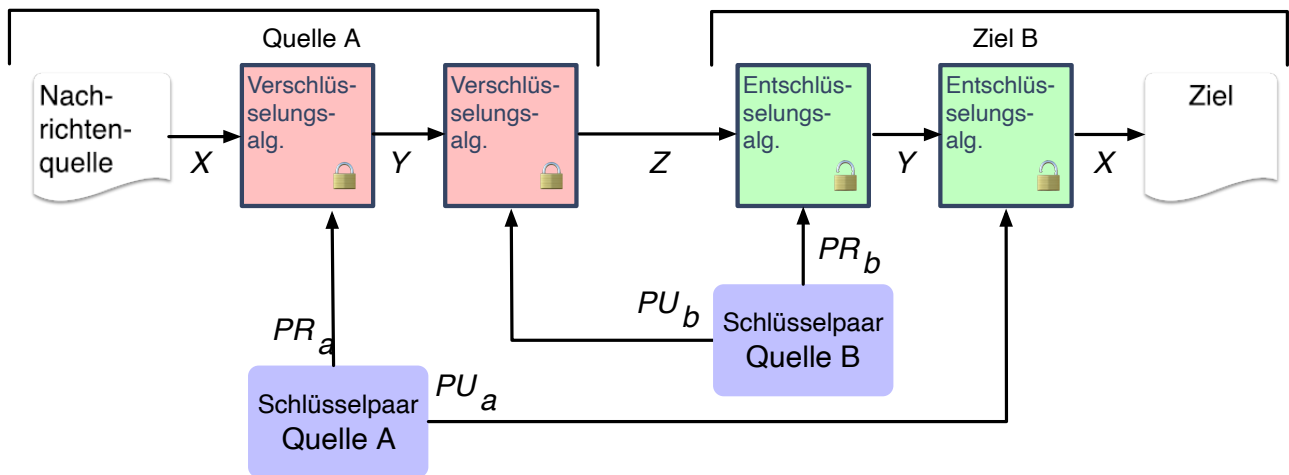 Quelle A
Ziel B
Nach-
richten-
quelle
X
Verschlüs-
selungs-
alg.
Y
Verschlüs-
selungs-
alg.
Z
Entschlüs-
selungs-
alg.
Y
Entschlüs-
selungs-
alg.
X
Ziel
PR a
PU b
PR b
Schlüsselpaar
Quelle B
Schlüsselpaar
Quelle A
PU a